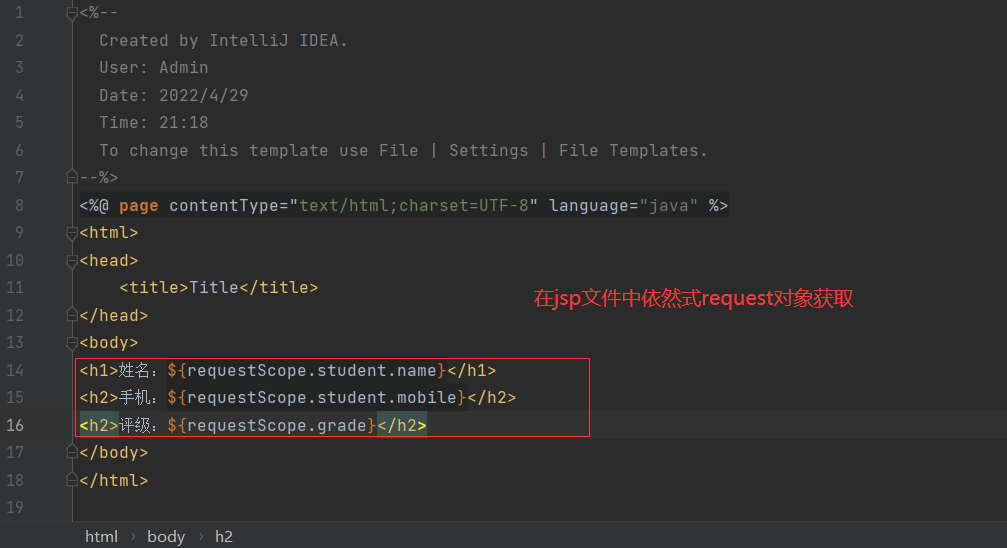 1 <%--
2 Created by IntelliJ IDEA.
3 User: Admin
4 Date: 2022/4/29
5 Time: 21:18
6 To change this template use File | Settings | File Templates.
7 --%>
8 <%@ page contentType="text/html;charset=UTF-8" language="java" %>
9 <html>
10 <head>
11 <title>Title</title>
在jsp文件中依然式request对象获取
12 </head>
13 <body>
14 <h1>姓名：${requestScope.student.name}</h1>
15 <h2>手机：${requestScope.student.mobile}</h2>
16 <h2>评级：${requestScope.grade}</h2>
17 </body>
18 </html>
19
html › body › h2